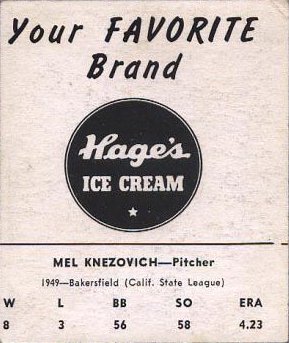 Your FAVORITE
Brand
Hage's
ICE CREAM
MEL KNEZOVICH—Pitcher
1949—Bakersfield (Calif. State League)
W L BB SO ERA
8 3 56 58 4.23